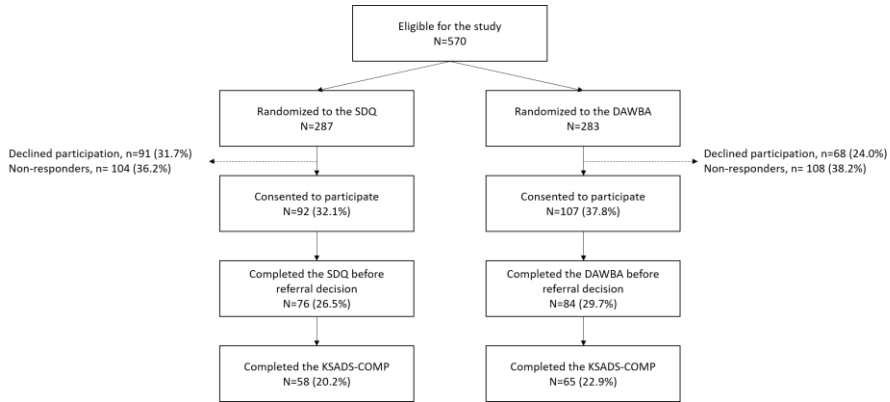 Eligible for the study
N=570
Randomized to the SDQ
N=287
Randomized to the DAWBA
N=283
Declined participation, n=91 (31.7%)
Non-responders, n= 104 (36.2%)
Declined participation, n=68 (24.0%)
Non-responders, n= 108 (38.2%)
Consented to participate
N=92 (32.1%)
Consented to participate
N=107 (37.8%)
Completed the SDQ before
referral decision
N=76 (26.5%)
Completed the DAWBA before
referral decision
N=84 (29.7%)
Completed the KSADS-COMP
N=58 (20.2%)
Completed the KSADS-COMP
N=65 (22.9%)